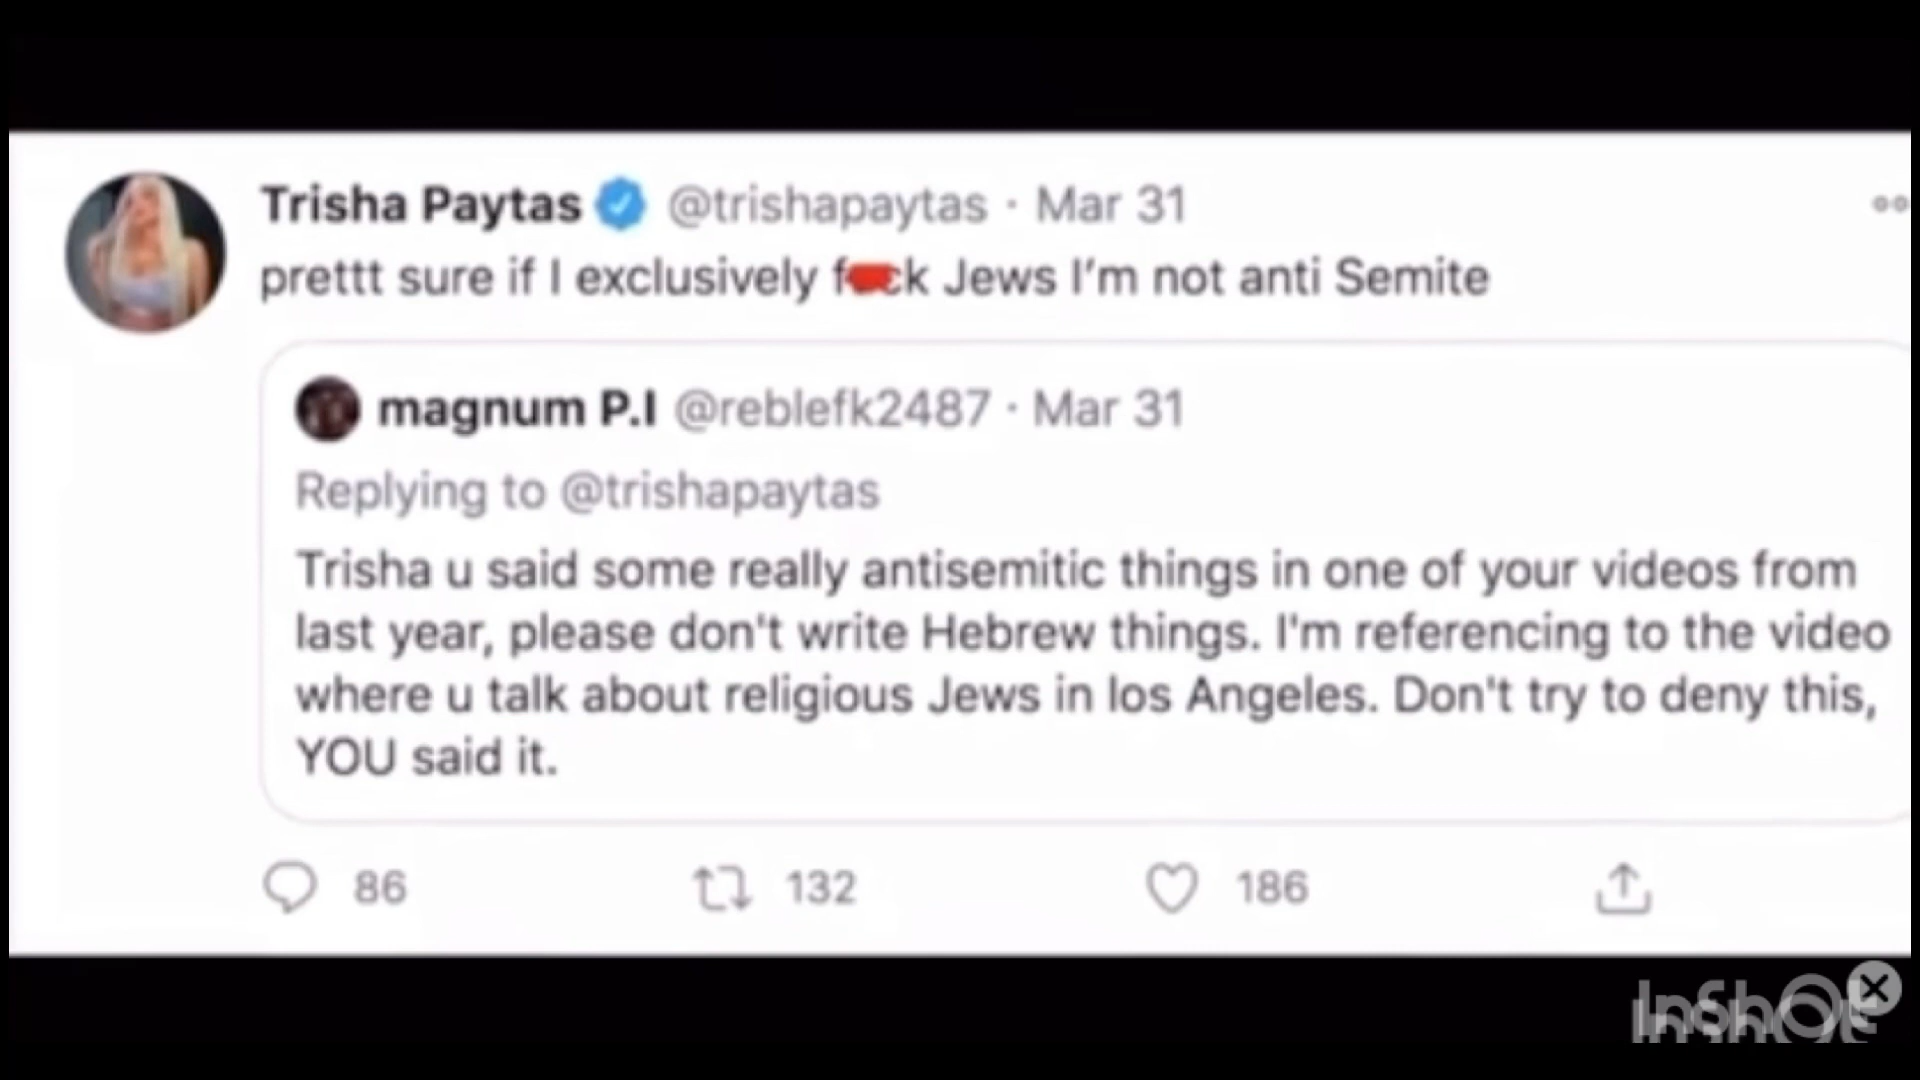 Trisha Paytas @trishapaytas · Mar 31
prettt sure if I exclusively f ck Jews I'm not anti Semite
magnum P.I @reblefk2487 · Mar 31
Replying to @trishapaytas
Trisha u said some really antisemitic things in one of your videos from
last year, please don't write Hebrew things. I'm referencing to the video
where u talk about religious Jews in los Angeles. Don't try to deny this,
YOU said it.
86 132 186
InShOt